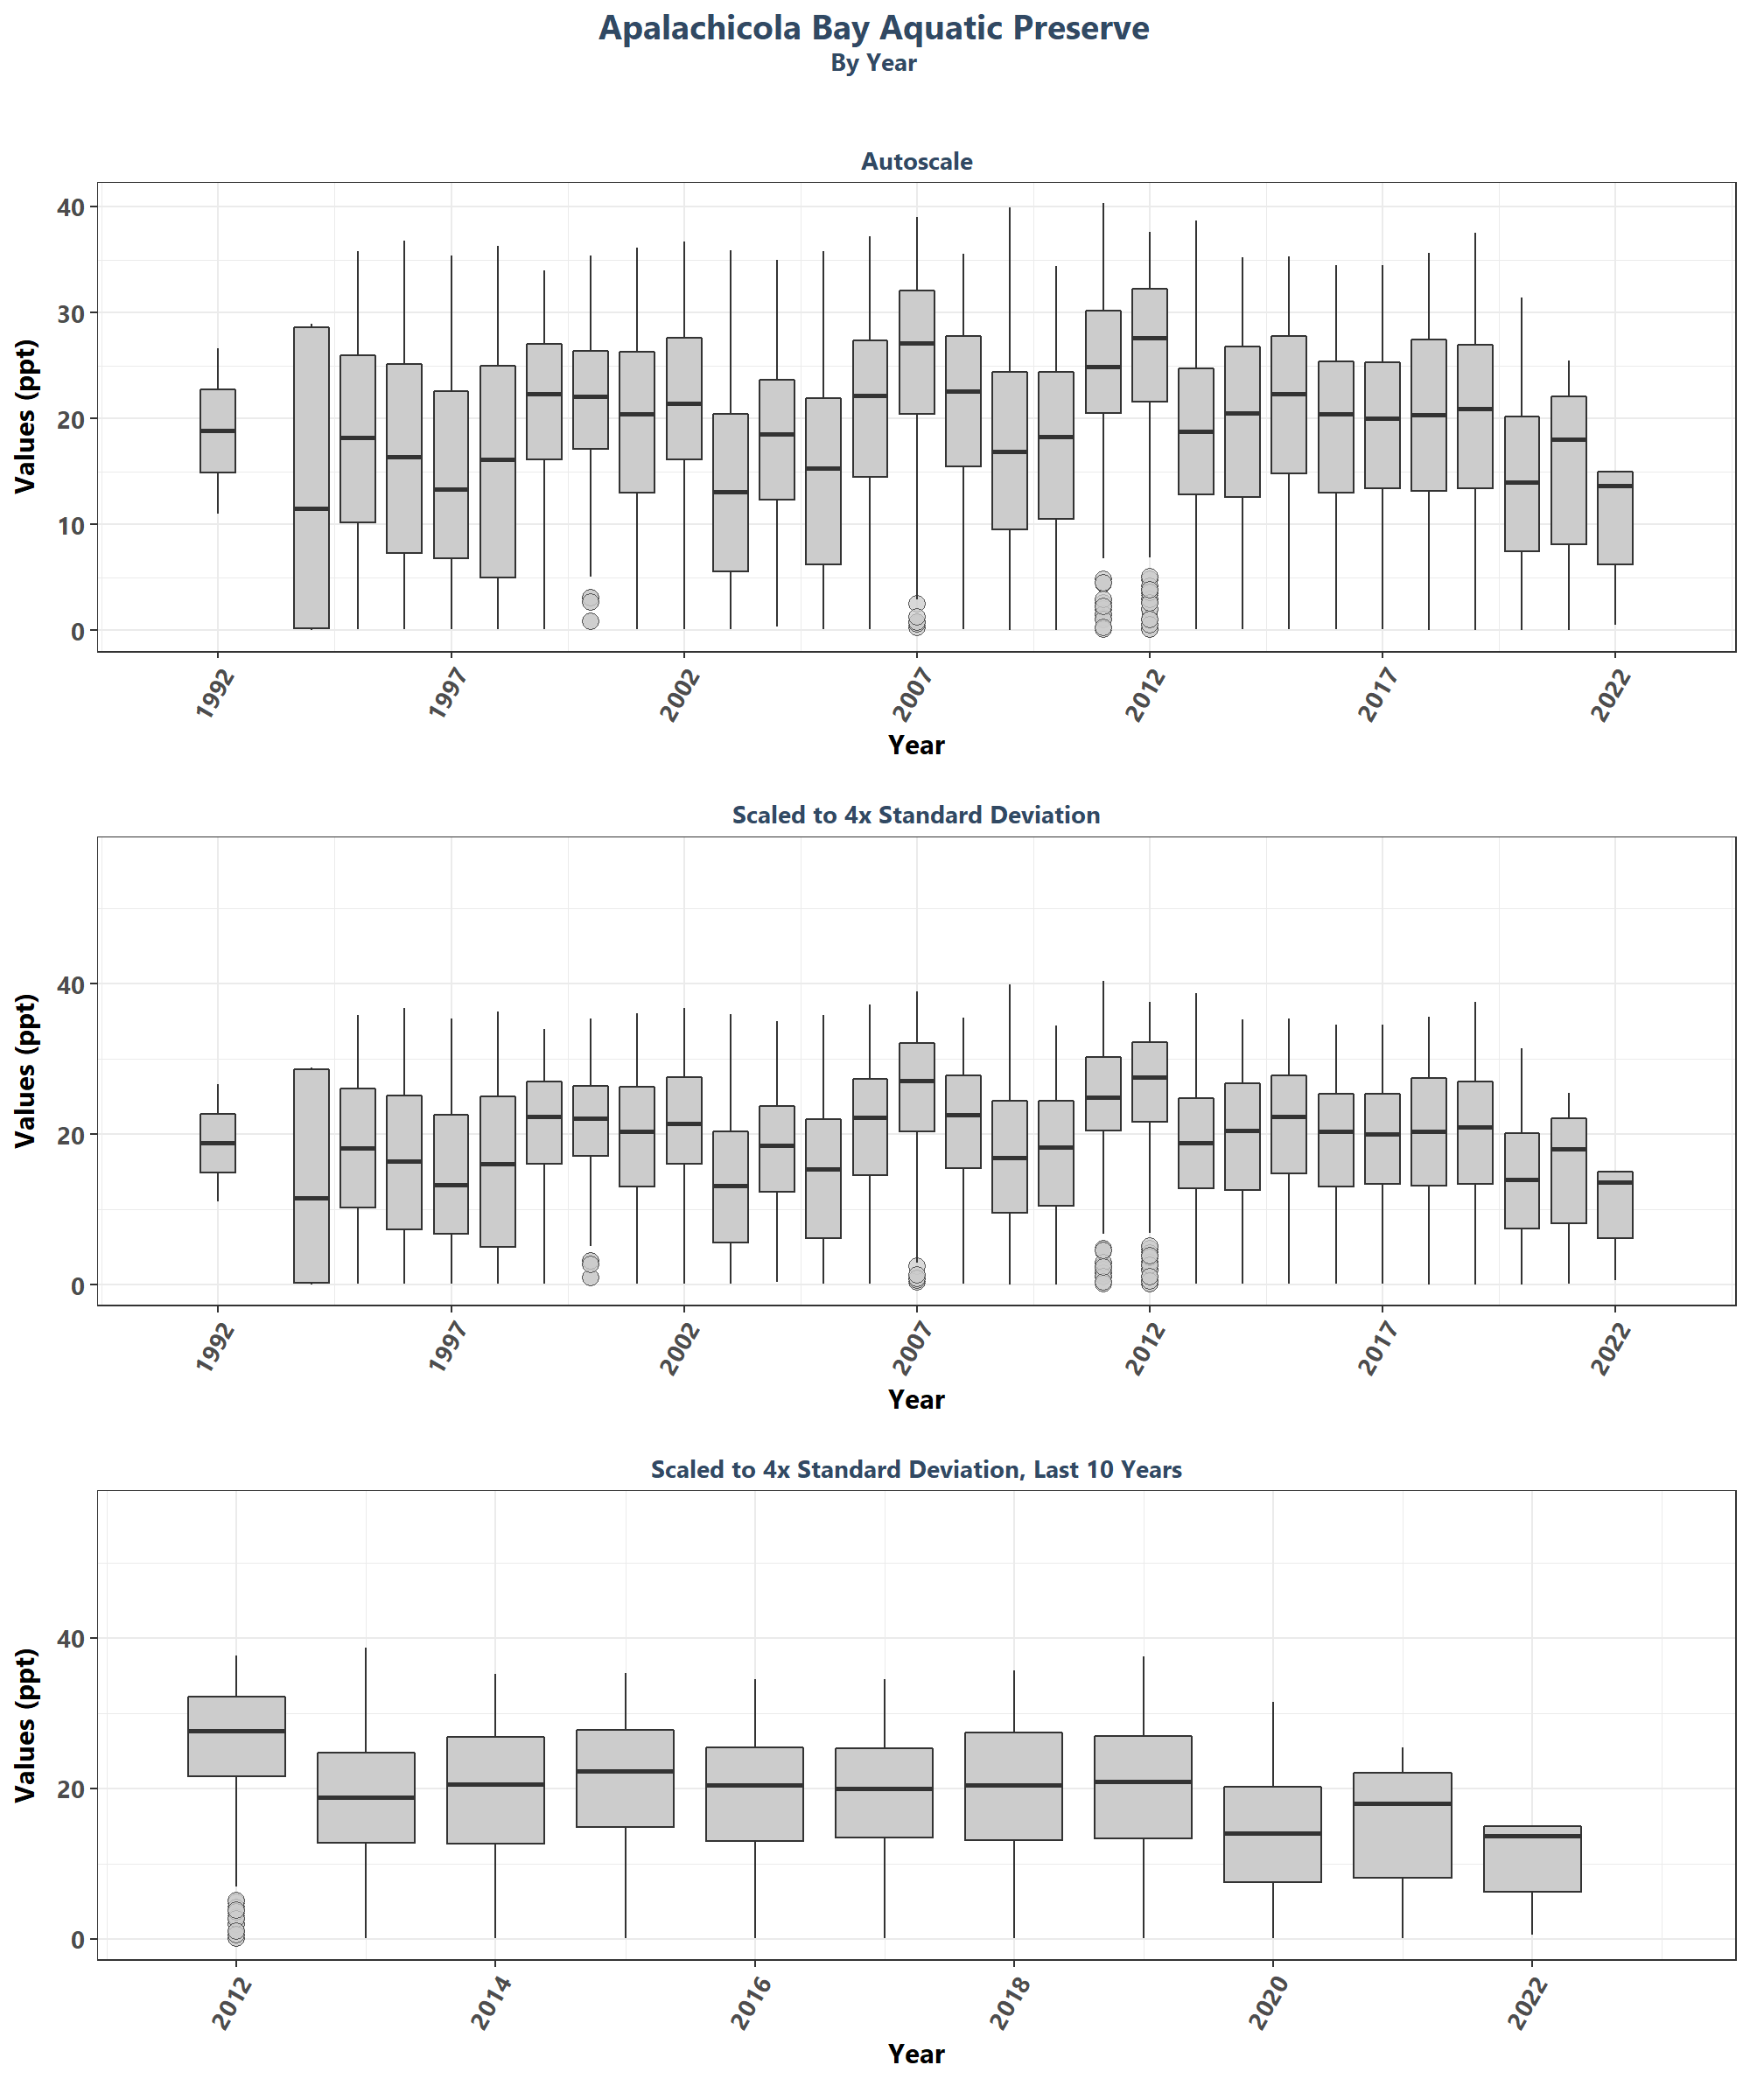 Apalachicola Bay Aquatic Preserve
By Year
Autoscale
Values (ppt)
40
30
20
10
0
1992 1997 2002 2007 2012 2017 2022
Year
Scaled to 4x Standard Deviation
Values (ppt)
40
20
0
1992 1997 2002 2007 2012 2017 2022
Year
Scaled to 4x Standard Deviation, Last 10 Years
Values (ppt)
40
20
0
2012 2014 2016 2018 2020 2022
Year